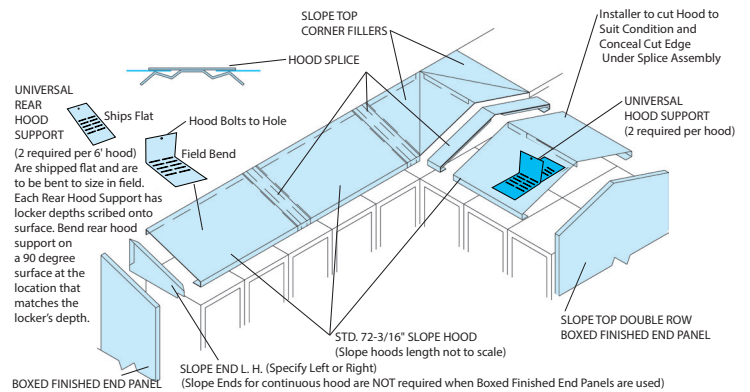 SLOPE TOP
CORNER FILLERS
HOOD SPLICE
Installer to cut Hood to
Suit Condition and
Conceal Cut Edge
Under Splice Assembly
UNIVERSAL
REAR
HOOD
SUPPORT
Ships Flat
Hood Bolts to Hole
Field Bend
(2 required per 6' hood)
Are shipped flat and are
to be bent to size in field.
Each Rear Hood Support has
locker depths scribed onto
surface. Bend rear hood
support on
a 90 degree
surface at the
location that
matches the
locker's depth.
UNIVERSAL
HOOD SUPPORT
(2 required per hood)
STD. 72-3/16" SLOPE HOOD
(Slope hoods length not to scale)
SLOPE TOP DOUBLE ROW
BOXED FINISHED END PANEL
SLOPE END L. H. (Specify Left or Right)
BOXED FINISHED END PANEL
(Slope Ends for continuous hood are NOT required when Boxed Finished End Panels are used)